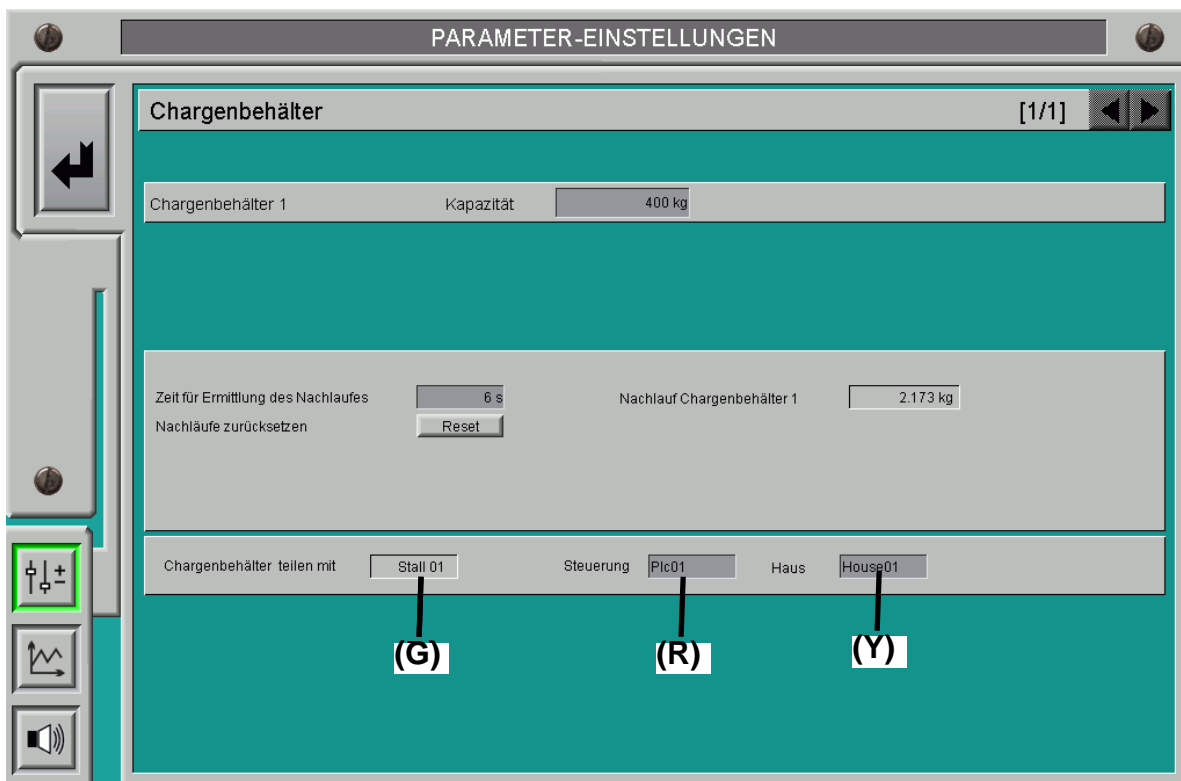 PARAMETER-EINSTELLUNGEN
Chargenbehälter [1/1]
Chargenbehälter 1 Kapazität 400 kg
Zeit für Ermittlung des Nachlaufes 6 s Nachlauf Chargenbehälter 1 2.173 kg
Nachläufe zurücksetzen Reset
Chargenbehälter teilen mit Stall 01 Steuerung Plc01 Haus House01
(G) (R) (Y)